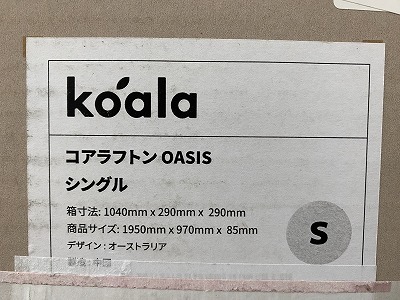 koala
コアラフトン OASIS
シングル
箱寸法: 1040mm x 290mm x 290mm
商品サイズ: 1950mm x 970mm x 85mm
デザイン : オーストラリア
S